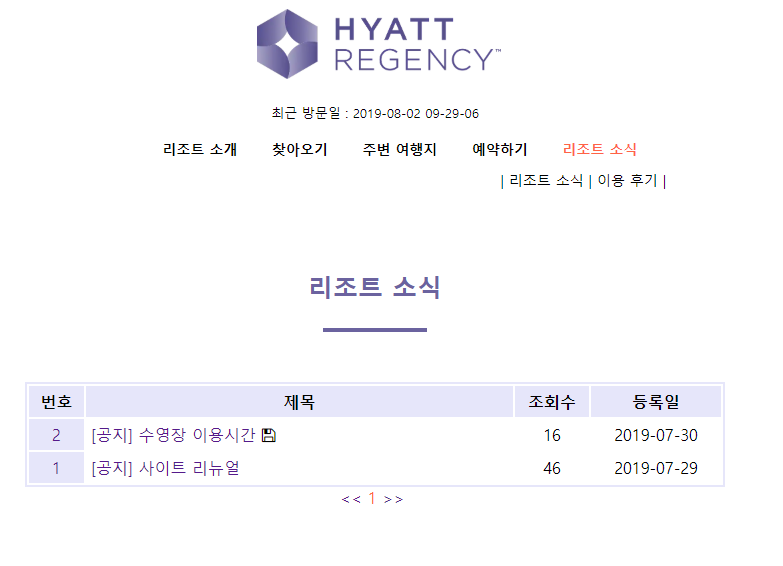 HYATT
REGENCY™
최근 방문일 : 2019-08-02 09-29-06
리조트 소개 찾아오기 주변 여행지 예약하기 리조트 소식
| 리조트 소식 | 이용 후기 |
리조트 소식
번호 제목 조회수 등록일
2 [공지] 수영장 이용시간 16 2019-07-30
1 [공지] 사이트 리뉴얼 46 2019-07-29
<< 1 >>